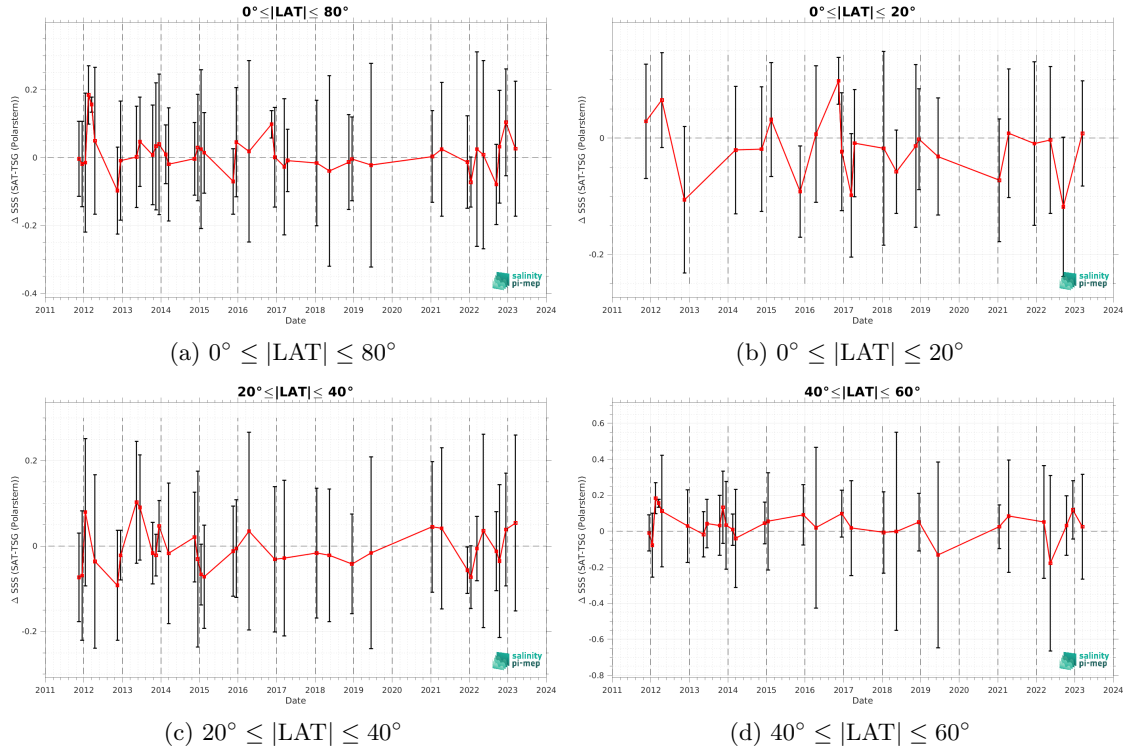 0°≤|LAT|≤ 80°
Δ SSS (SAT-TSG (Polarstern))
0.2
0
-0.2
-0.4
2011 2012 2013 2014 2015 2016 2017 2018 2019 2020 2021 2022 2023 2024
Date
salinity
pi-mep
(a) 0° ≤ |LAT| ≤ 80°
0°≤|LAT|≤ 20°
Δ SSS (SAT-TSG (Polarstern))
0
-0.2
2011 2012 2013 2014 2015 2016 2017 2018 2019 2020 2021 2022 2023 2024
Date
salinity
pi-mep
(b) 0° ≤ |LAT| ≤ 20°
20°≤|LAT|≤ 40°
Δ SSS (SAT-TSG (Polarstern))
0.2
0
-0.2
2011 2012 2013 2014 2015 2016 2017 2018 2019 2020 2021 2022 2023 2024
Date
salinity
pi-mep
(c) 20° ≤ |LAT| ≤ 40°
40°≤|LAT|≤ 60°
Δ SSS (SAT-TSG (Polarstern))
0.6
0.4
0.2
0
-0.2
-0.4
-0.6
-0.8
2011 2012 2013 2014 2015 2016 2017 2018 2019 2020 2021 2022 2023 2024
Date
salinity
pi-mep
(d) 40° ≤ |LAT| ≤ 60°